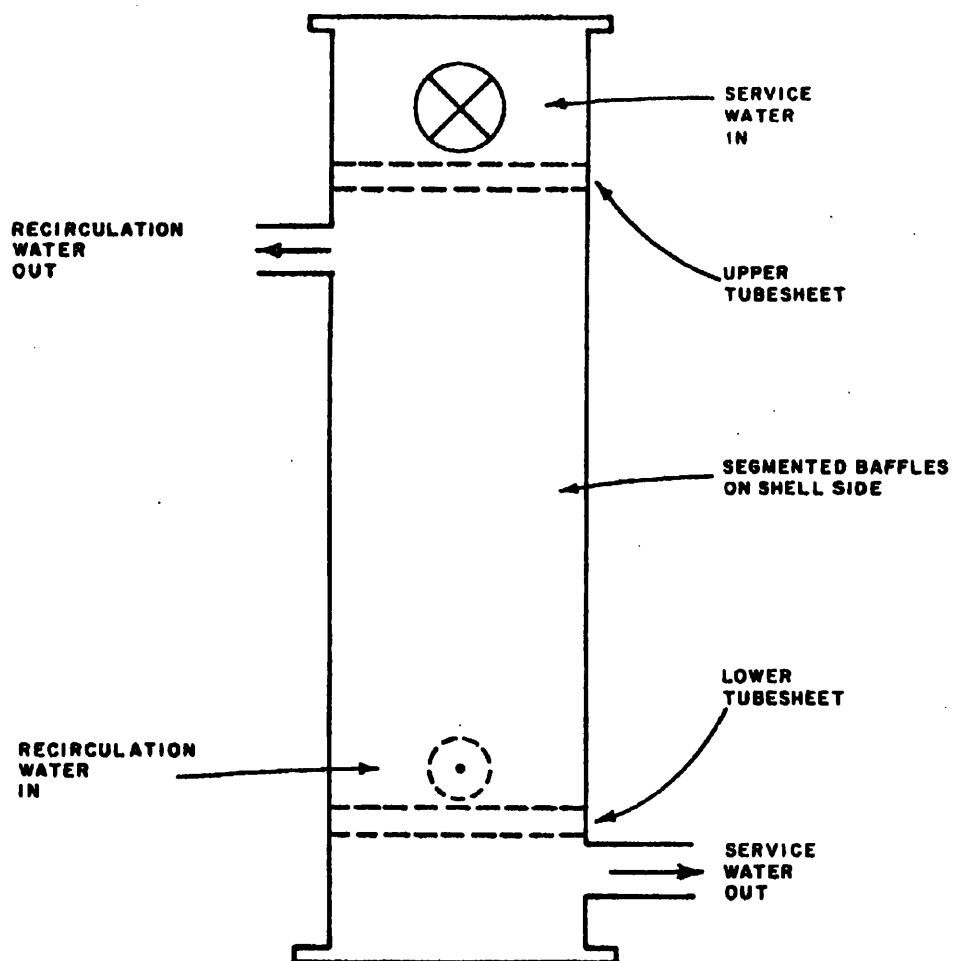 SERVICE
WATER
IN
RECIRCULATION
WATER
OUT
UPPER
TUBESHEET
SEGMENTED BAFFLES
ON SHELL SIDE
LOWER
TUBESHEET
RECIRCULATION
WATER
IN
SERVICE
WATER
OUT